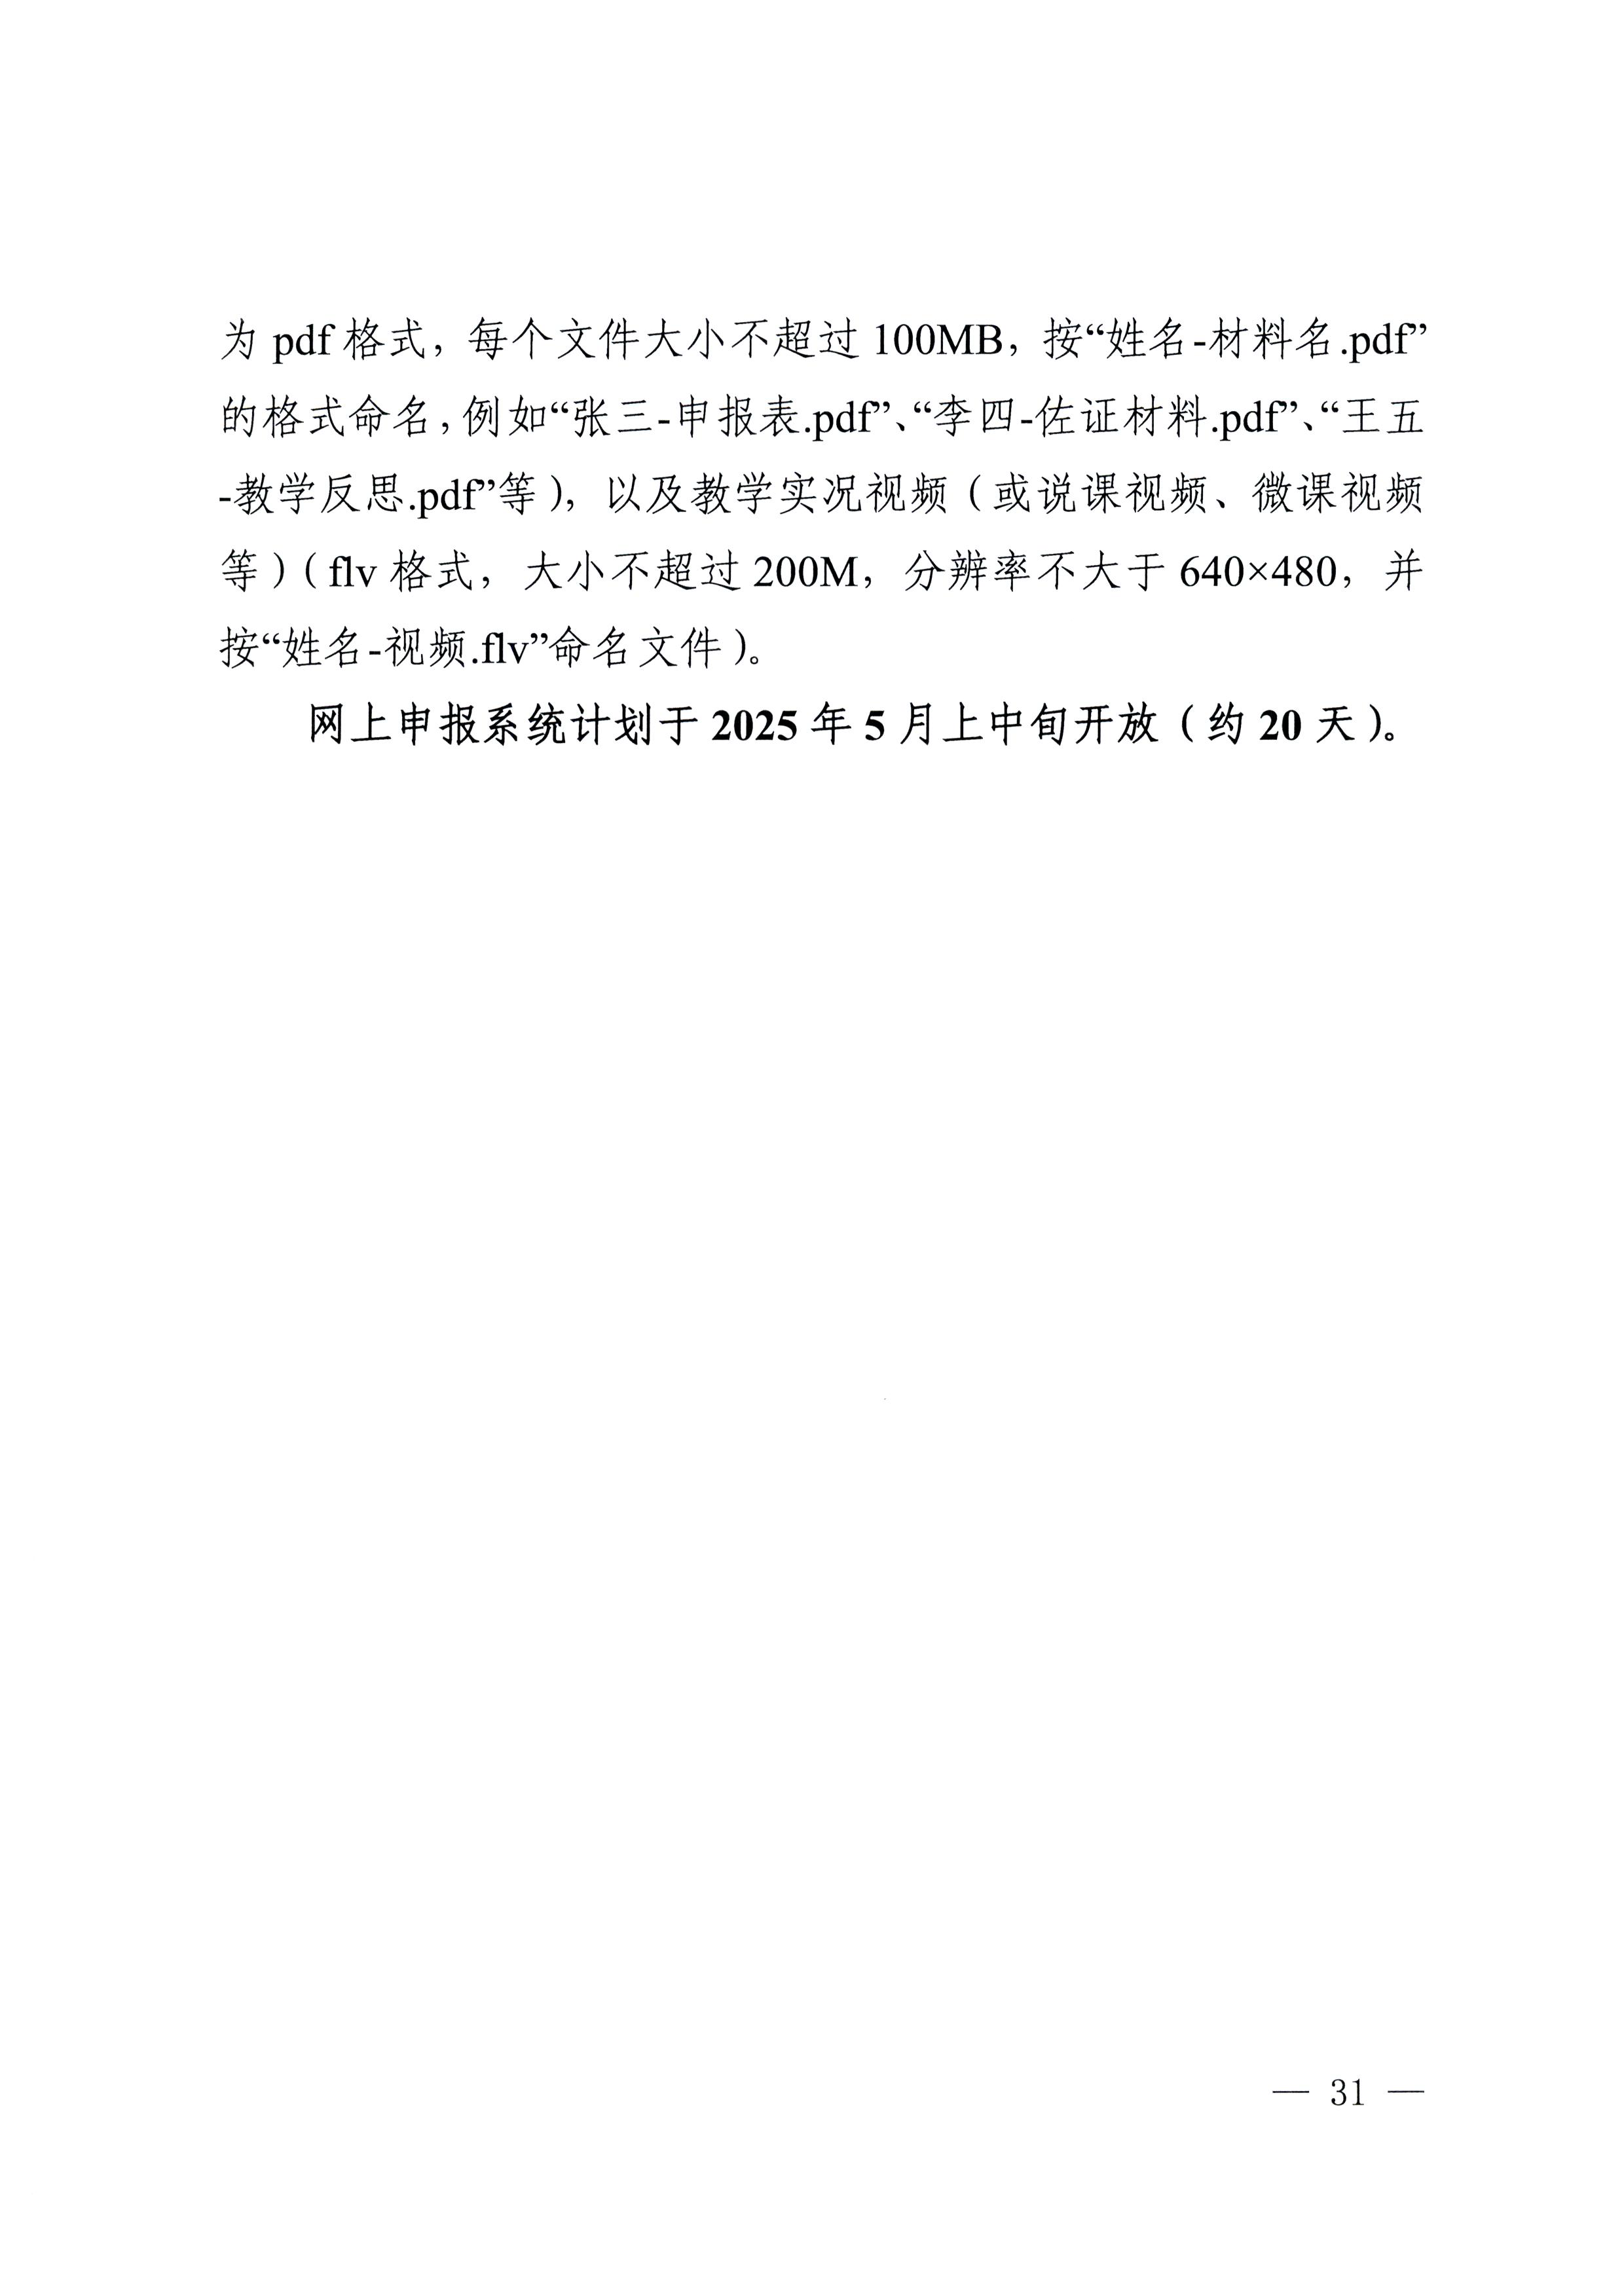 为 pdf 格式，每个文件大小不超过 100MB，按“姓名-材料名.pdf”
的格式命名，例如“张三-申报表.pdf”、“李四-佐证材料.pdf”、“王五
-教学反思.pdf”等），以及教学实况视频（或说课视频、微课视频
等）（flv 格式，大小不超过 200M，分辨率不大于 640×480，并
按“姓名-视频.flv”命名文件）。
网上申报系统计划于 2025 年 5 月上中旬开放（约 20 天）。
— 31 —